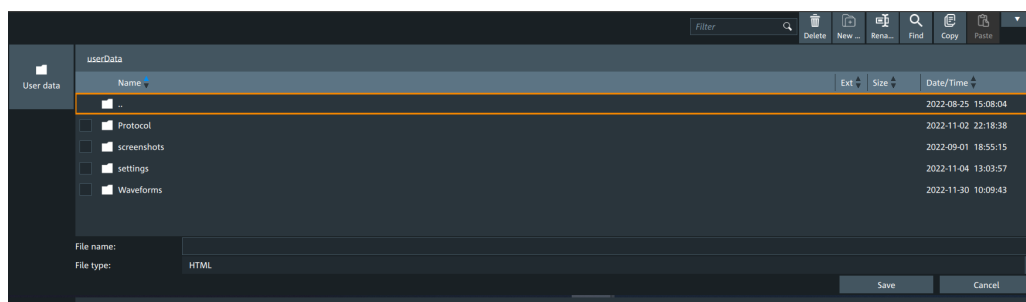 Filter
Delete New ... Rena... Find Copy Paste
userData
User data
Name Ext Size Date/Time
.. 2022-08-25 15:08:04
Protocol 2022-11-02 22:18:38
screenshots 2022-09-01 18:55:15
settings 2022-11-04 13:03:57
Waveforms 2022-11-30 10:09:43
File name:
File type: HTML
Save Cancel